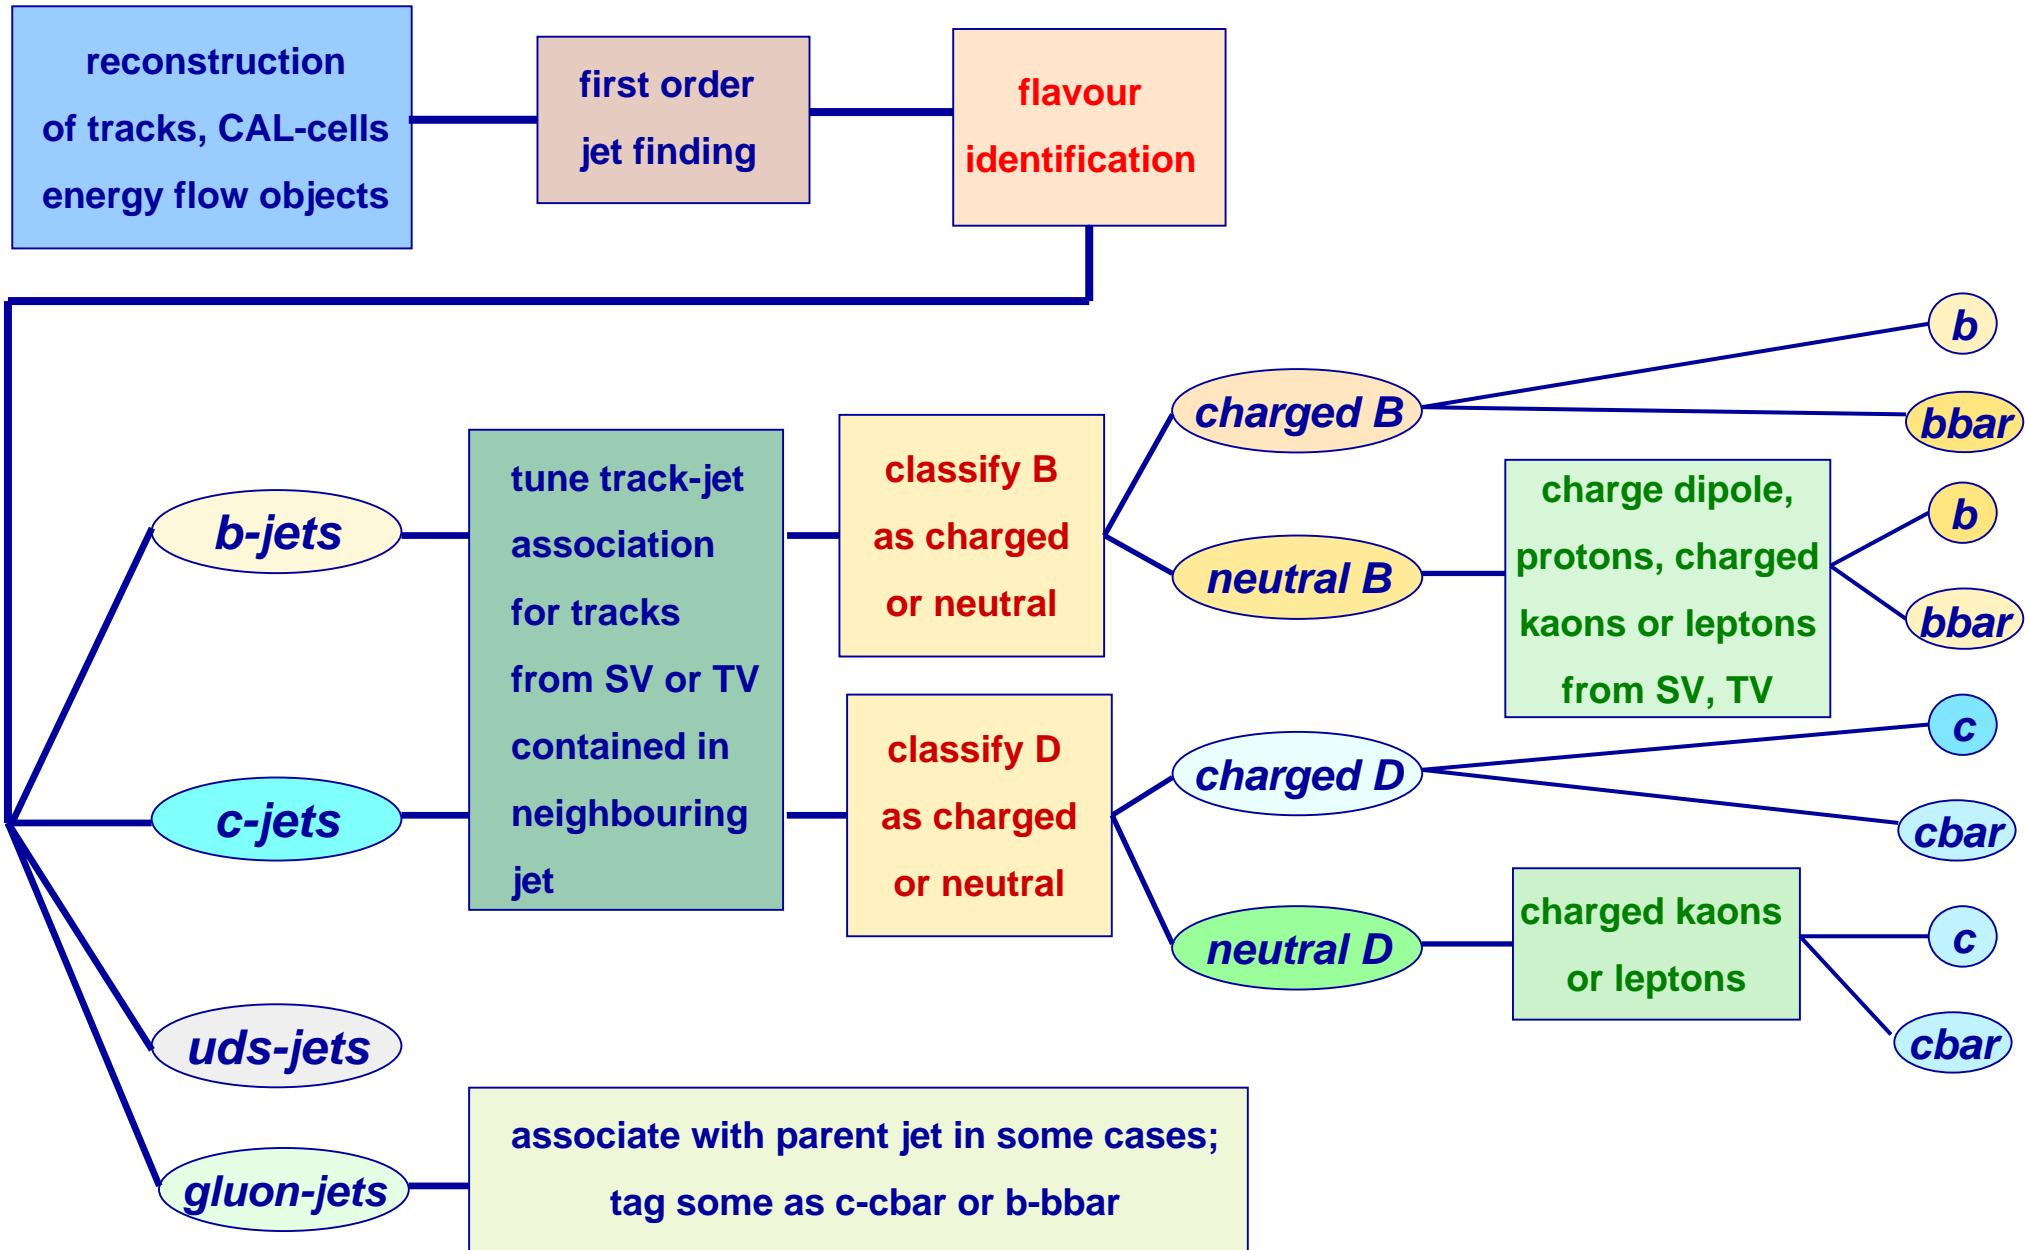 reconstruction
of tracks, CAL-cells
energy flow objects
first order
jet finding
flavour
identification
b-jets
c-jets
uds-jets
gluon-jets
tune track-jet
association
for tracks
from SV or TV
contained in
neighbouring
jet
classify B
as charged
or neutral
classify D
as charged
or neutral
charged B
neutral B
charge dipole,
protons, charged
kaons or leptons
from SV, TV
b
bbar
b
bbar
charged D
neutral D
charged kaons
or leptons
c
cbar
c
cbar
associate with parent jet in some cases;
tag some as c-cbar or b-bbar